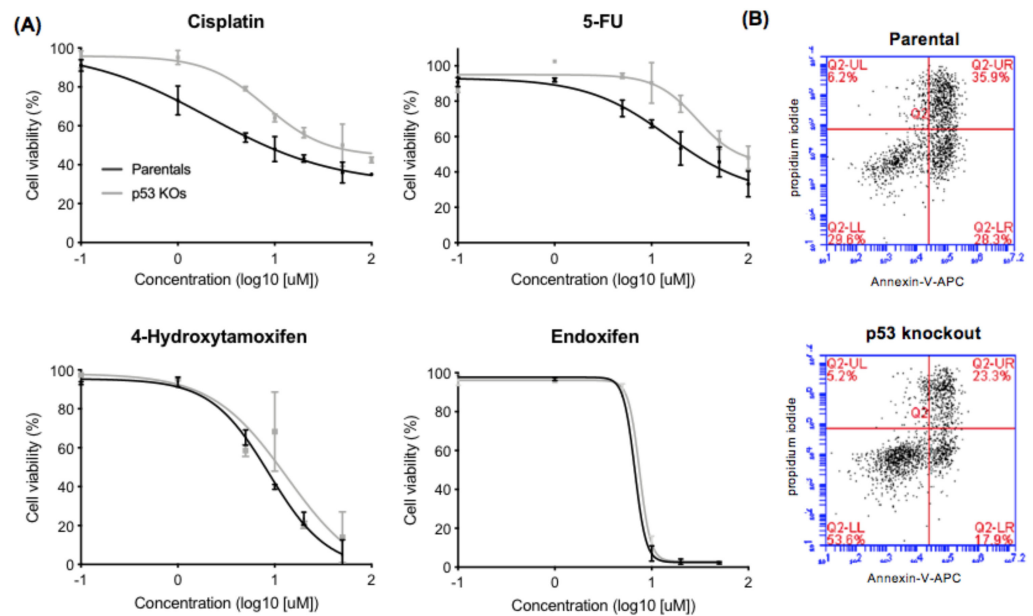 (A)
Cisplatin
100
80
60
40
20
0
Cell viability (%)
Parentals
p53 KOs
-1 0 1 2
Concentration (log10 [uM])
5-FU
100
80
60
40
20
0
Cell viability (%)
-1 0 1 2
Concentration (log10 [uM])
4-Hydroxytamoxifen
100
80
60
40
20
0
Cell viability (%)
-1 0 1 2
Concentration (log10 [uM])
Endoxifen
100
80
60
40
20
0
Cell viability (%)
-1 0 1 2
Concentration (log10 [uM])
(B)
Parental
Q2-UL
6.2%
Q2-UR
35.9%
Q2
Q2-LL
29.6%
Q2-LR
28.3%
propidium iodide
Annexin-V-APC
p53 knockout
Q2-UL
5.2%
Q2-UR
23.3%
Q2
Q2-LL
53.6%
Q2-LR
17.9%
propidium iodide
Annexin-V-APC